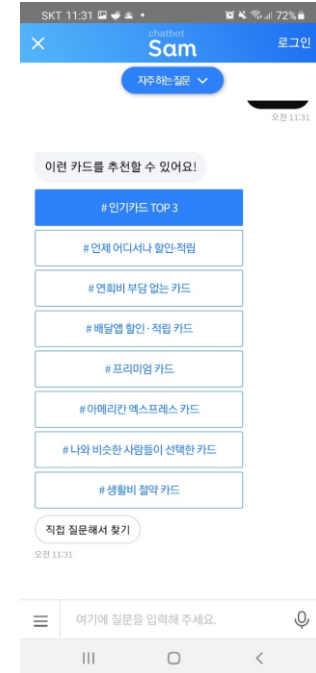 SKT 11:31
72%
chatbot
Sam
로그인
자주하는질문
오전 11:31
이런 카드를 추천할 수 있어요!
# 인기카드 TOP 3
# 언제 어디서나 할인·적립
# 연회비 부담 없는 카드
# 배달앱 할인 · 적립 카드
# 프리미엄 카드
# 아메리칸 엑스프레스 카드
# 나와 비슷한 사람들이 선택한 카드
# 생활비 절약 카드
직접 질문해서 찾기
오전 11:31
여기에 질문을 입력해 주세요.